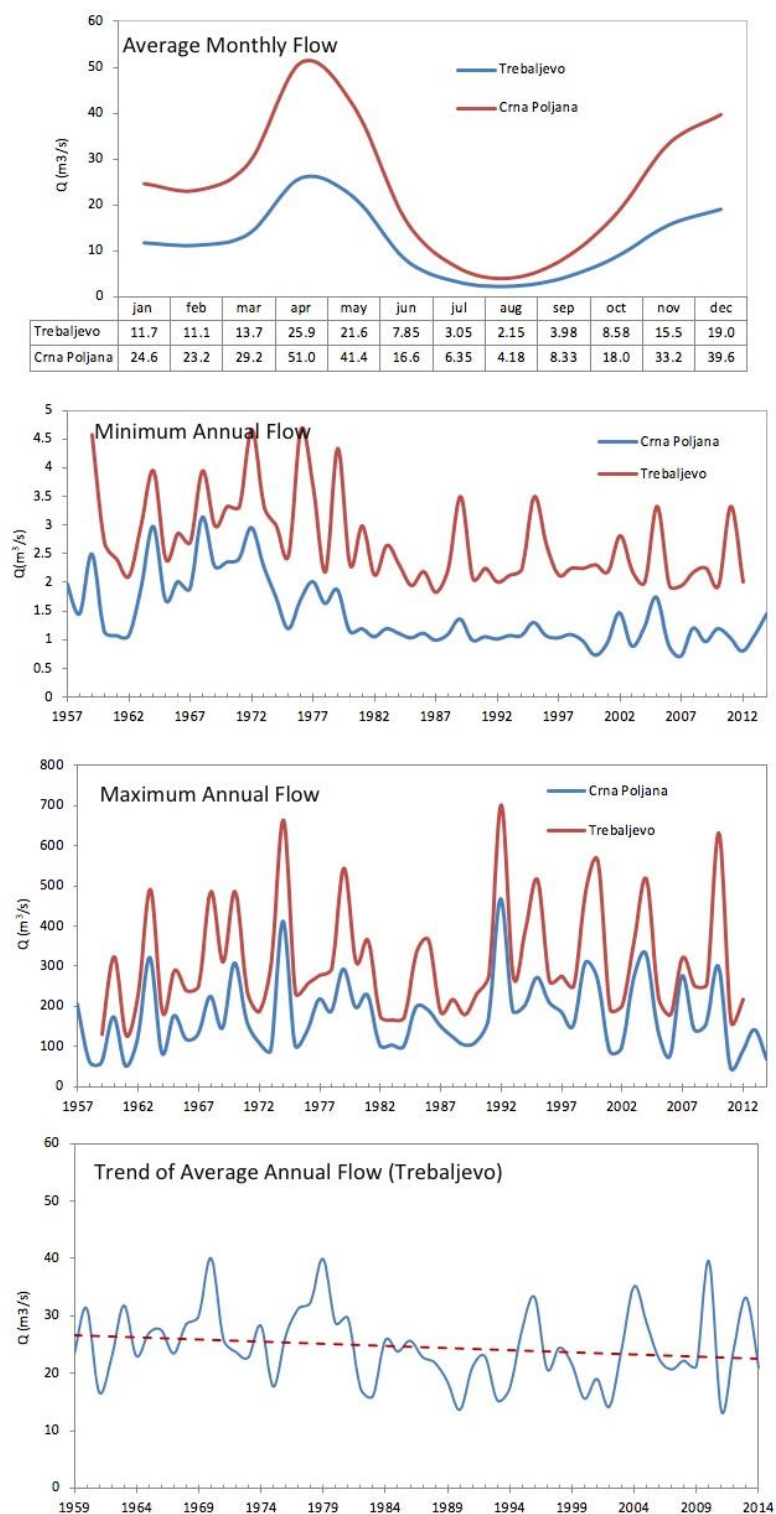 60
Average Monthly Flow
50
Trebaljevo
40
Crna Poljana
30
Q (m3/s)
20
10
0
jan feb mar apr may jun jul aug sep oct nov dec
Trebaljevo 11.7 11.1 13.7 25.9 21.6 7.85 3.05 2.15 3.98 8.58 15.5 19.0
Crna Poljana 24.6 23.2 29.2 51.0 41.4 16.6 6.35 4.18 8.33 18.0 33.2 39.6
5
Minimum Annual Flow
4.5
Crna Poljana
4
Trebaljevo
3.5
3
Q(m³/s)
2.5
2
1.5
1
0.5
0
1957 1962 1967 1972 1977 1982 1987 1992 1997 2002 2007 2012
800
Maximum Annual Flow
Crna Poljana
700
Trebaljevo
600
500
Q (m³/s)
400
300
200
100
0
1957 1962 1967 1972 1977 1982 1987 1992 1997 2002 2007 2012
60
Trend of Average Annual Flow (Trebaljevo)
50
40
Q (m3/s)
30
20
10
0
1959 1964 1969 1974 1979 1984 1989 1994 1999 2004 2009 2014